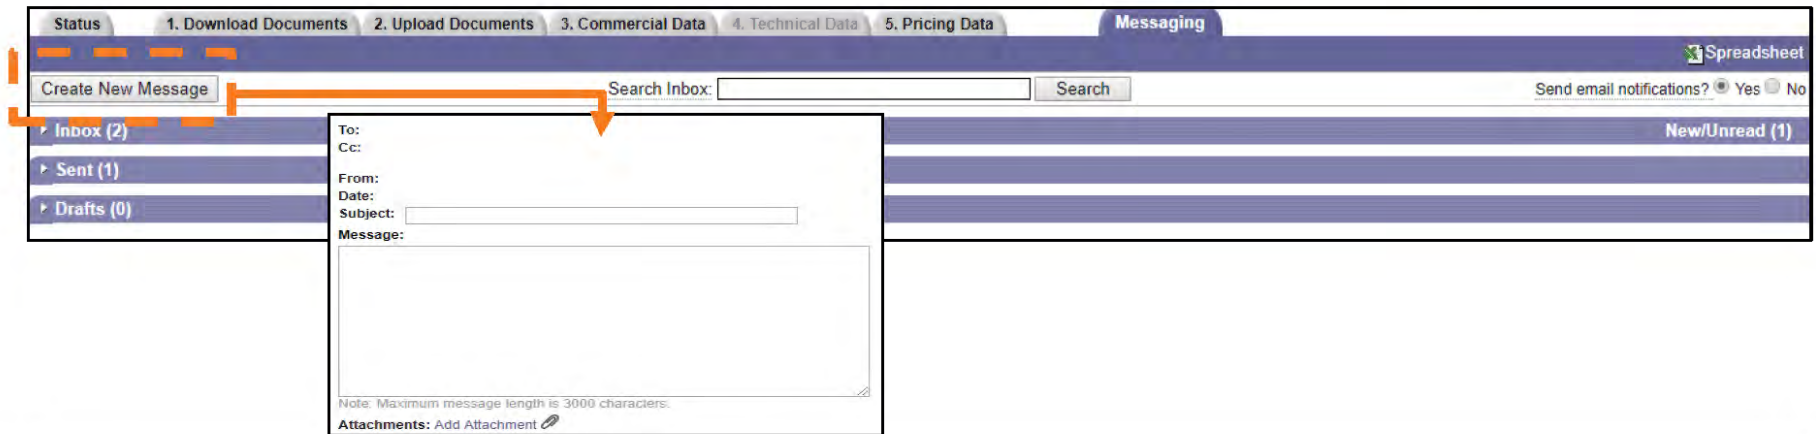 Status 1. Download Documents 2. Upload Documents 3. Commercial Data 4. Technical Data 5. Pricing Data Messaging
Spreadsheet
Create New Message Search Inbox: Search Send email notifications? Yes No
Inbox (2) New/Unread (1)
Sent (1)
Drafts (0)
To:
Cc:
From:
Date:
Subject:
Message:
Note: Maximum message length is 3000 characters.
Attachments: Add Attachment